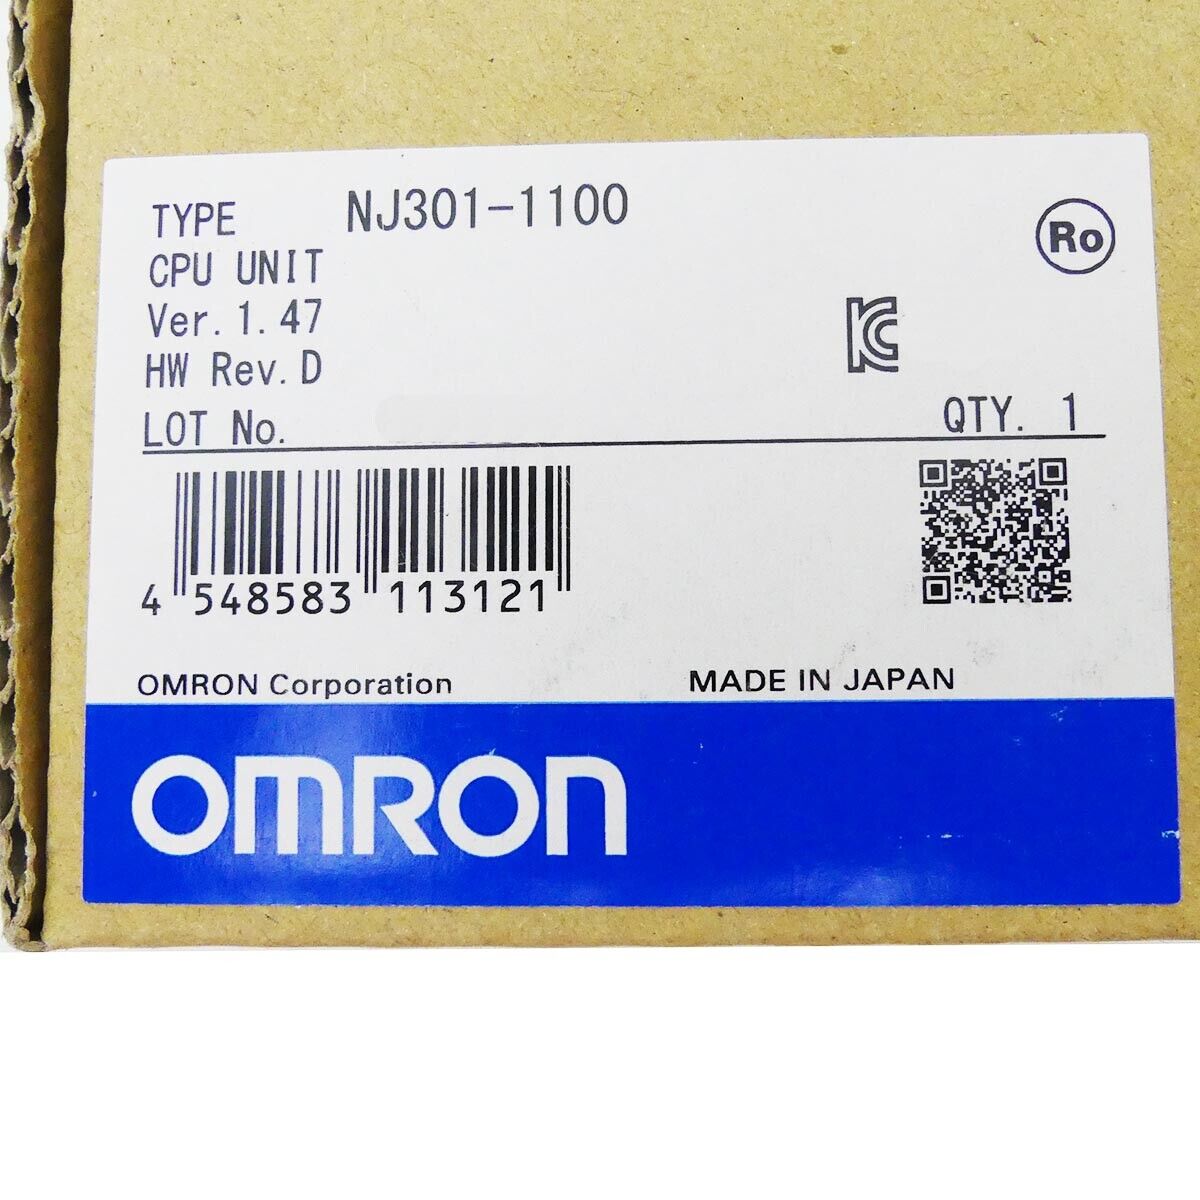 TYPE NJ301-1100
Ro
CPU UNIT
Ver. 1. 47
HW Rev. D
KC
LOT No. QTY. 1
4 548583 113121
OMRON Corporation MADE IN JAPAN
OMRON